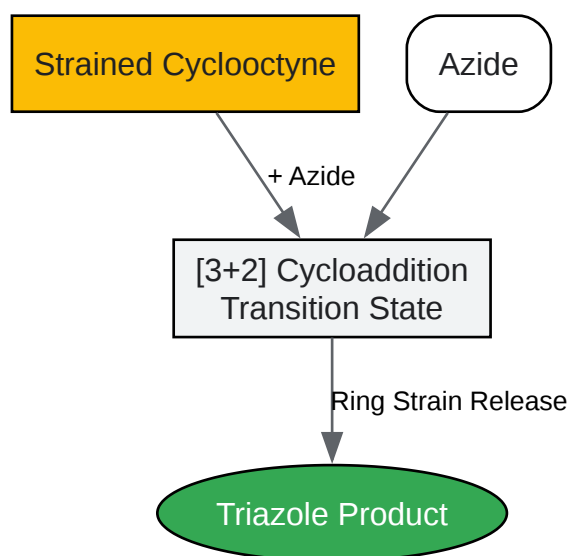 Strained Cyclooctyne
Azide
+ Azide
[3+2] Cycloaddition
Transition State
Ring Strain Release
Triazole Product